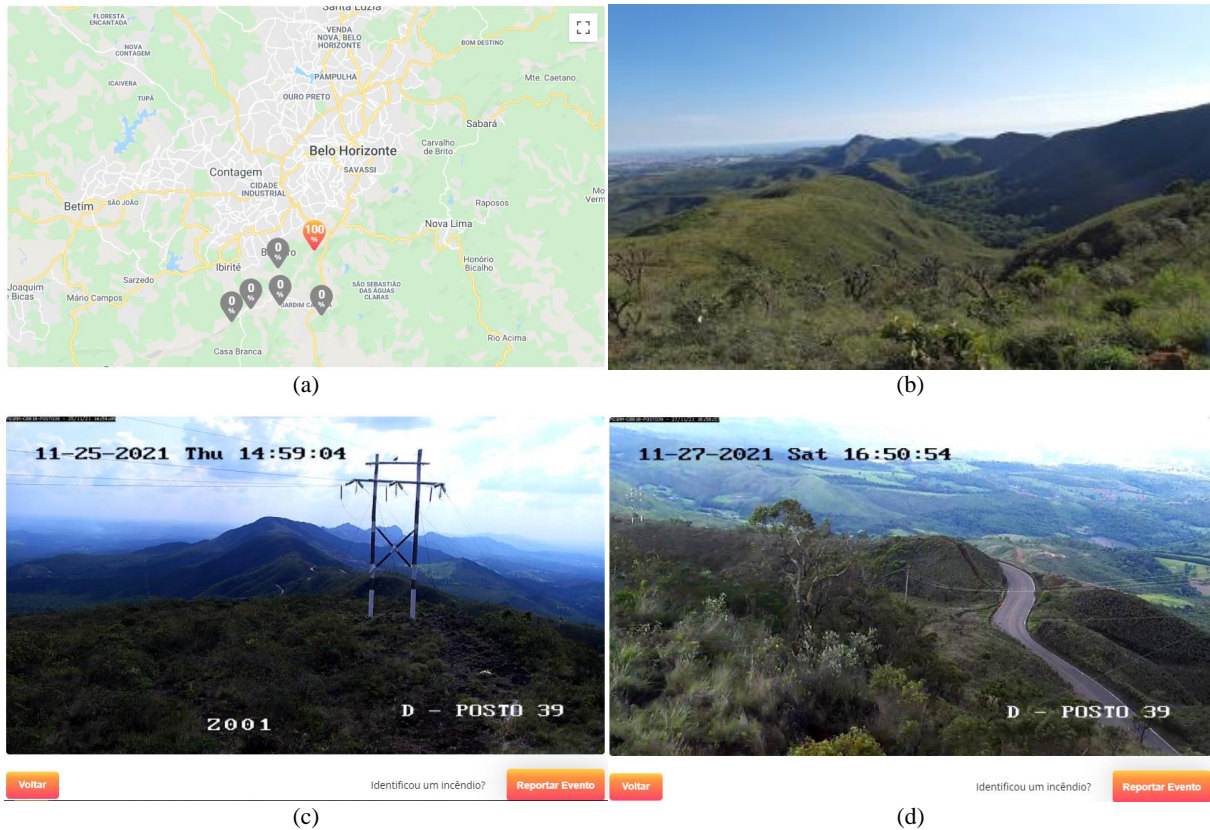 Santa Luzia
FLORESTA
ENCANTADA
VENDA
NOVA, BELO
HORIZONTE
NOVA
CONTAGEM
BOM DESTINO
PAMPULHA
Mte. Caetano
ICAIVERA
TUPÃ
OURO PRETO
Sabará
Carvalho
de Brito
Belo Horizonte
SAVASSI
Contagem
CIDADE
INDUSTRIAL
Betim
SÃO JOÃO
Raposos
Nova Lima
100
%
0
%
Ibirité
Honório
Bicalho
Sarzedo
Joaquim
e Bicas
Mário Campos
0
%
0
%
0
%
0
%
SÃO SEBASTIÃO
DAS ÁGUAS
CLARAS
Rio Acima
Casa Branca
(a)
(b)
11-25-2021 Thu 14:59:04
D - POSTO 39
2001
Voltar
Identificou um incêndio?
Reportar Evento
(c)
11-27-2021 Sat 16:50:54
D - POSTO 39
Voltar
Identificou um incêndio?
Reportar Evento
(d)